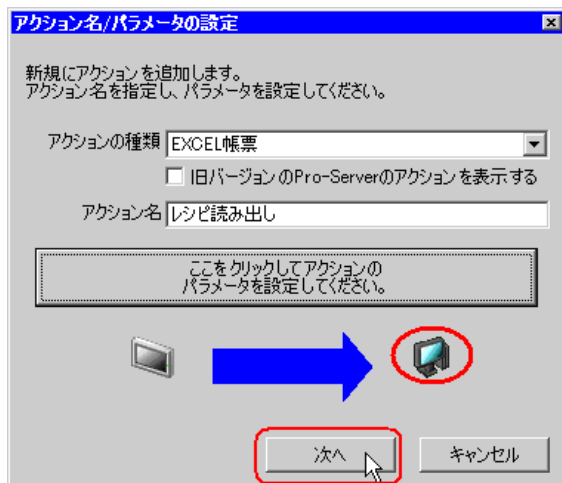 アクション名/パラメータの設定
新規にアクションを追加します。
アクション名を指定し、パラメータを設定してください。
アクションの種類 EXCEL帳票
旧バージョンのPro-Serverのアクションを表示する
アクション名 レシピ読み出し
ここをクリックしてアクションの
パラメータを設定してください。
次へ キャンセル